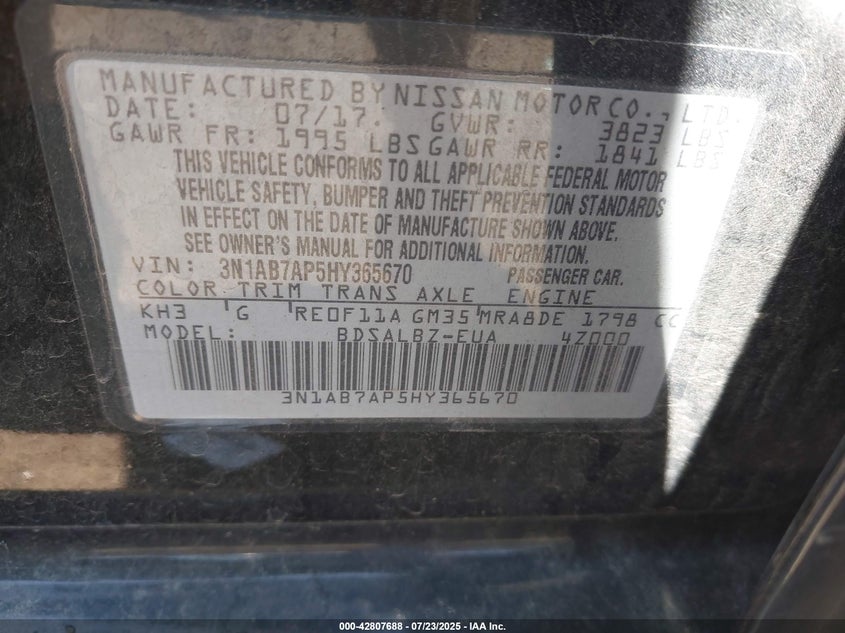 MANUFACTURED BY NISSAN MOTOR CO., LTD.
DATE: 07/17. GVWR: 3823 LBS
GAWR FR: 1995 LBS GAWR RR: 1841 LBS
THIS VEHICLE CONFORMS TO ALL APPLICABLE FEDERAL MOTOR
VEHICLE SAFETY, BUMPER AND THEFT PREVENTION STANDARDS
IN EFFECT ON THE DATE OF MANUFACTURE SHOWN ABOVE.
SEE OWNER'S MANUAL FOR ADDITIONAL INFORMATION.
VIN: 3N1AB7AP5HY365670 PASSENGER CAR.
COLOR TRIM TRANS AXLE ENGINE
KH3 G RE0F11A GM35 MRA8DE 1798 CC
MODEL: BDSALBZ-EUA 4Z000
3N1AB7AP5HY365670
000-42807688 - 07/23/2025 - IAA Inc.